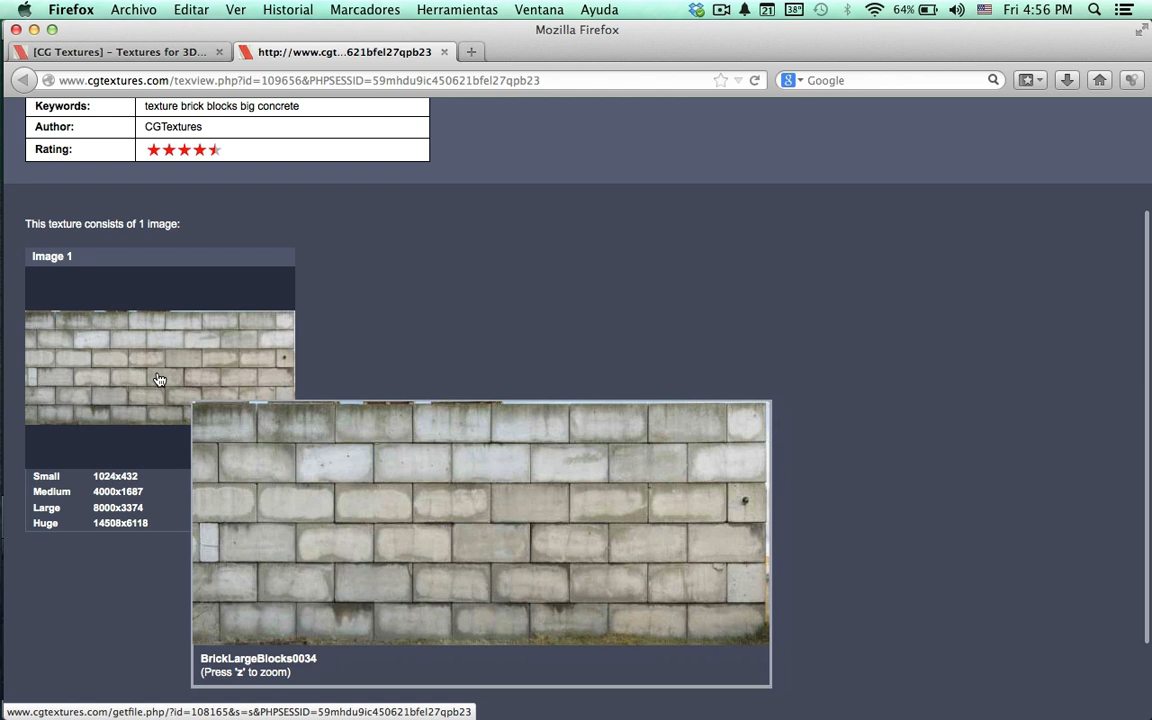 Firefox Archivo Editar Ver Historial Marcadores Herramientas Ventana Ayuda 21 38° 64% Fri 4:56 PM
Mozilla Firefox
[CG Textures] - Textures for 3D... http://www.cgt...621bfel27qpb23
www.cgtextures.com/texview.php?id=109656&PHPSESSID=59mhdu9ic450621bfel27qpb23 Google
Keywords: texture brick blocks big concrete
Author: CGTextures
Rating:
This texture consists of 1 image:
Image 1
Small 1024x432
Medium 4000x1687
Large 8000x3374
Huge 14508x6118
BrickLargeBlocks0034
(Press 'z' to zoom)
www.cgtextures.com/getfile.php/?id=108165&s=s&PHPSESSID=59mhdu9ic450621bfel27qpb23